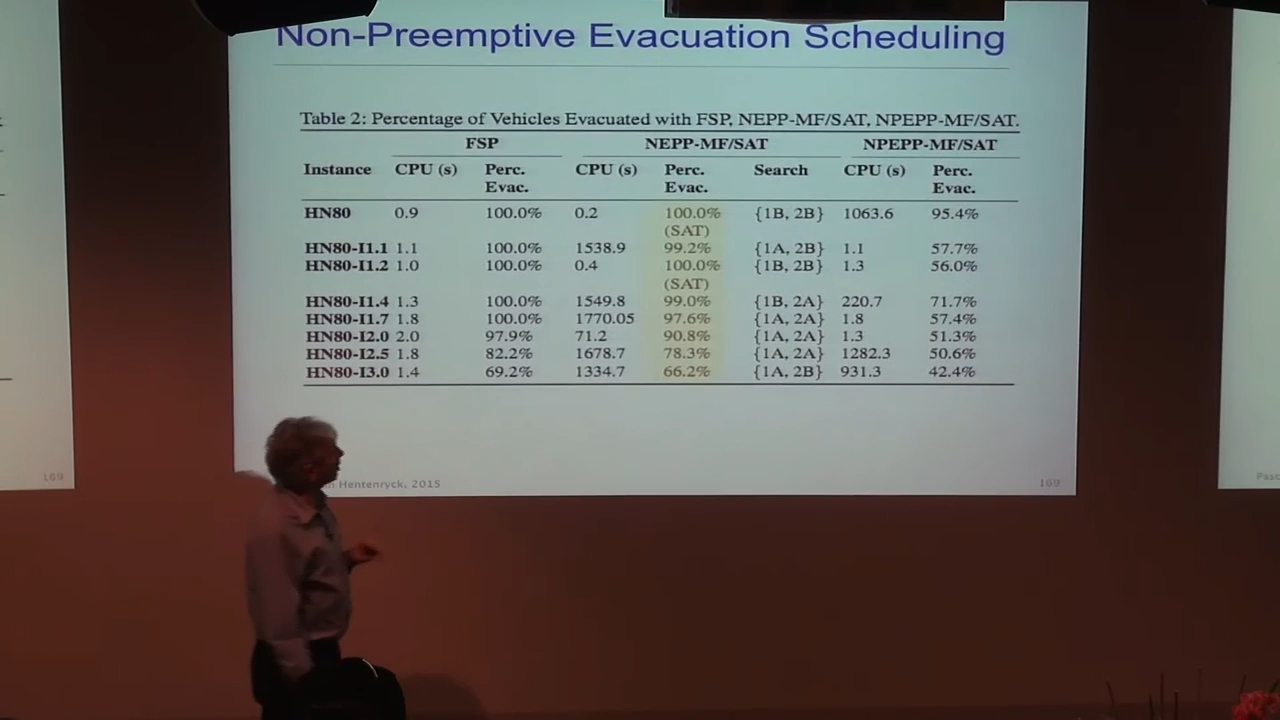 Non-Preemptive Evacuation Scheduling
Table 2: Percentage of Vehicles Evacuated with FSP, NEPP-MF/SAT, NPEPP-MF/SAT.
FSP NEPP-MF/SAT NPEPP-MF/SAT
Instance CPU (s) Perc. CPU (s) Perc. Search CPU (s) Perc.
Evac. Evac. Evac.
HN80 0.9 100.0% 0.2 100.0% {1B, 2B} 1063.6 95.4%
(SAT)
HN80-I1.1 1.1 100.0% 1538.9 99.2% {1A, 2B} 1.1 57.7%
HN80-I1.2 1.0 100.0% 0.4 100.0% {1B, 2B} 1.3 56.0%
(SAT)
HN80-I1.4 1.3 100.0% 1549.8 99.0% {1B, 2A} 220.7 71.7%
HN80-I1.7 1.8 100.0% 1770.05 97.6% {1A, 2A} 1.8 57.4%
HN80-I2.0 2.0 97.9% 71.2 90.8% {1A, 2A} 1.3 51.3%
HN80-I2.5 1.8 82.2% 1678.7 78.3% {1A, 2A} 1282.3 50.6%
HN80-I3.0 1.4 69.2% 1334.7 66.2% {1A, 2B} 931.3 42.4%
169
Hentenryck, 2015
169